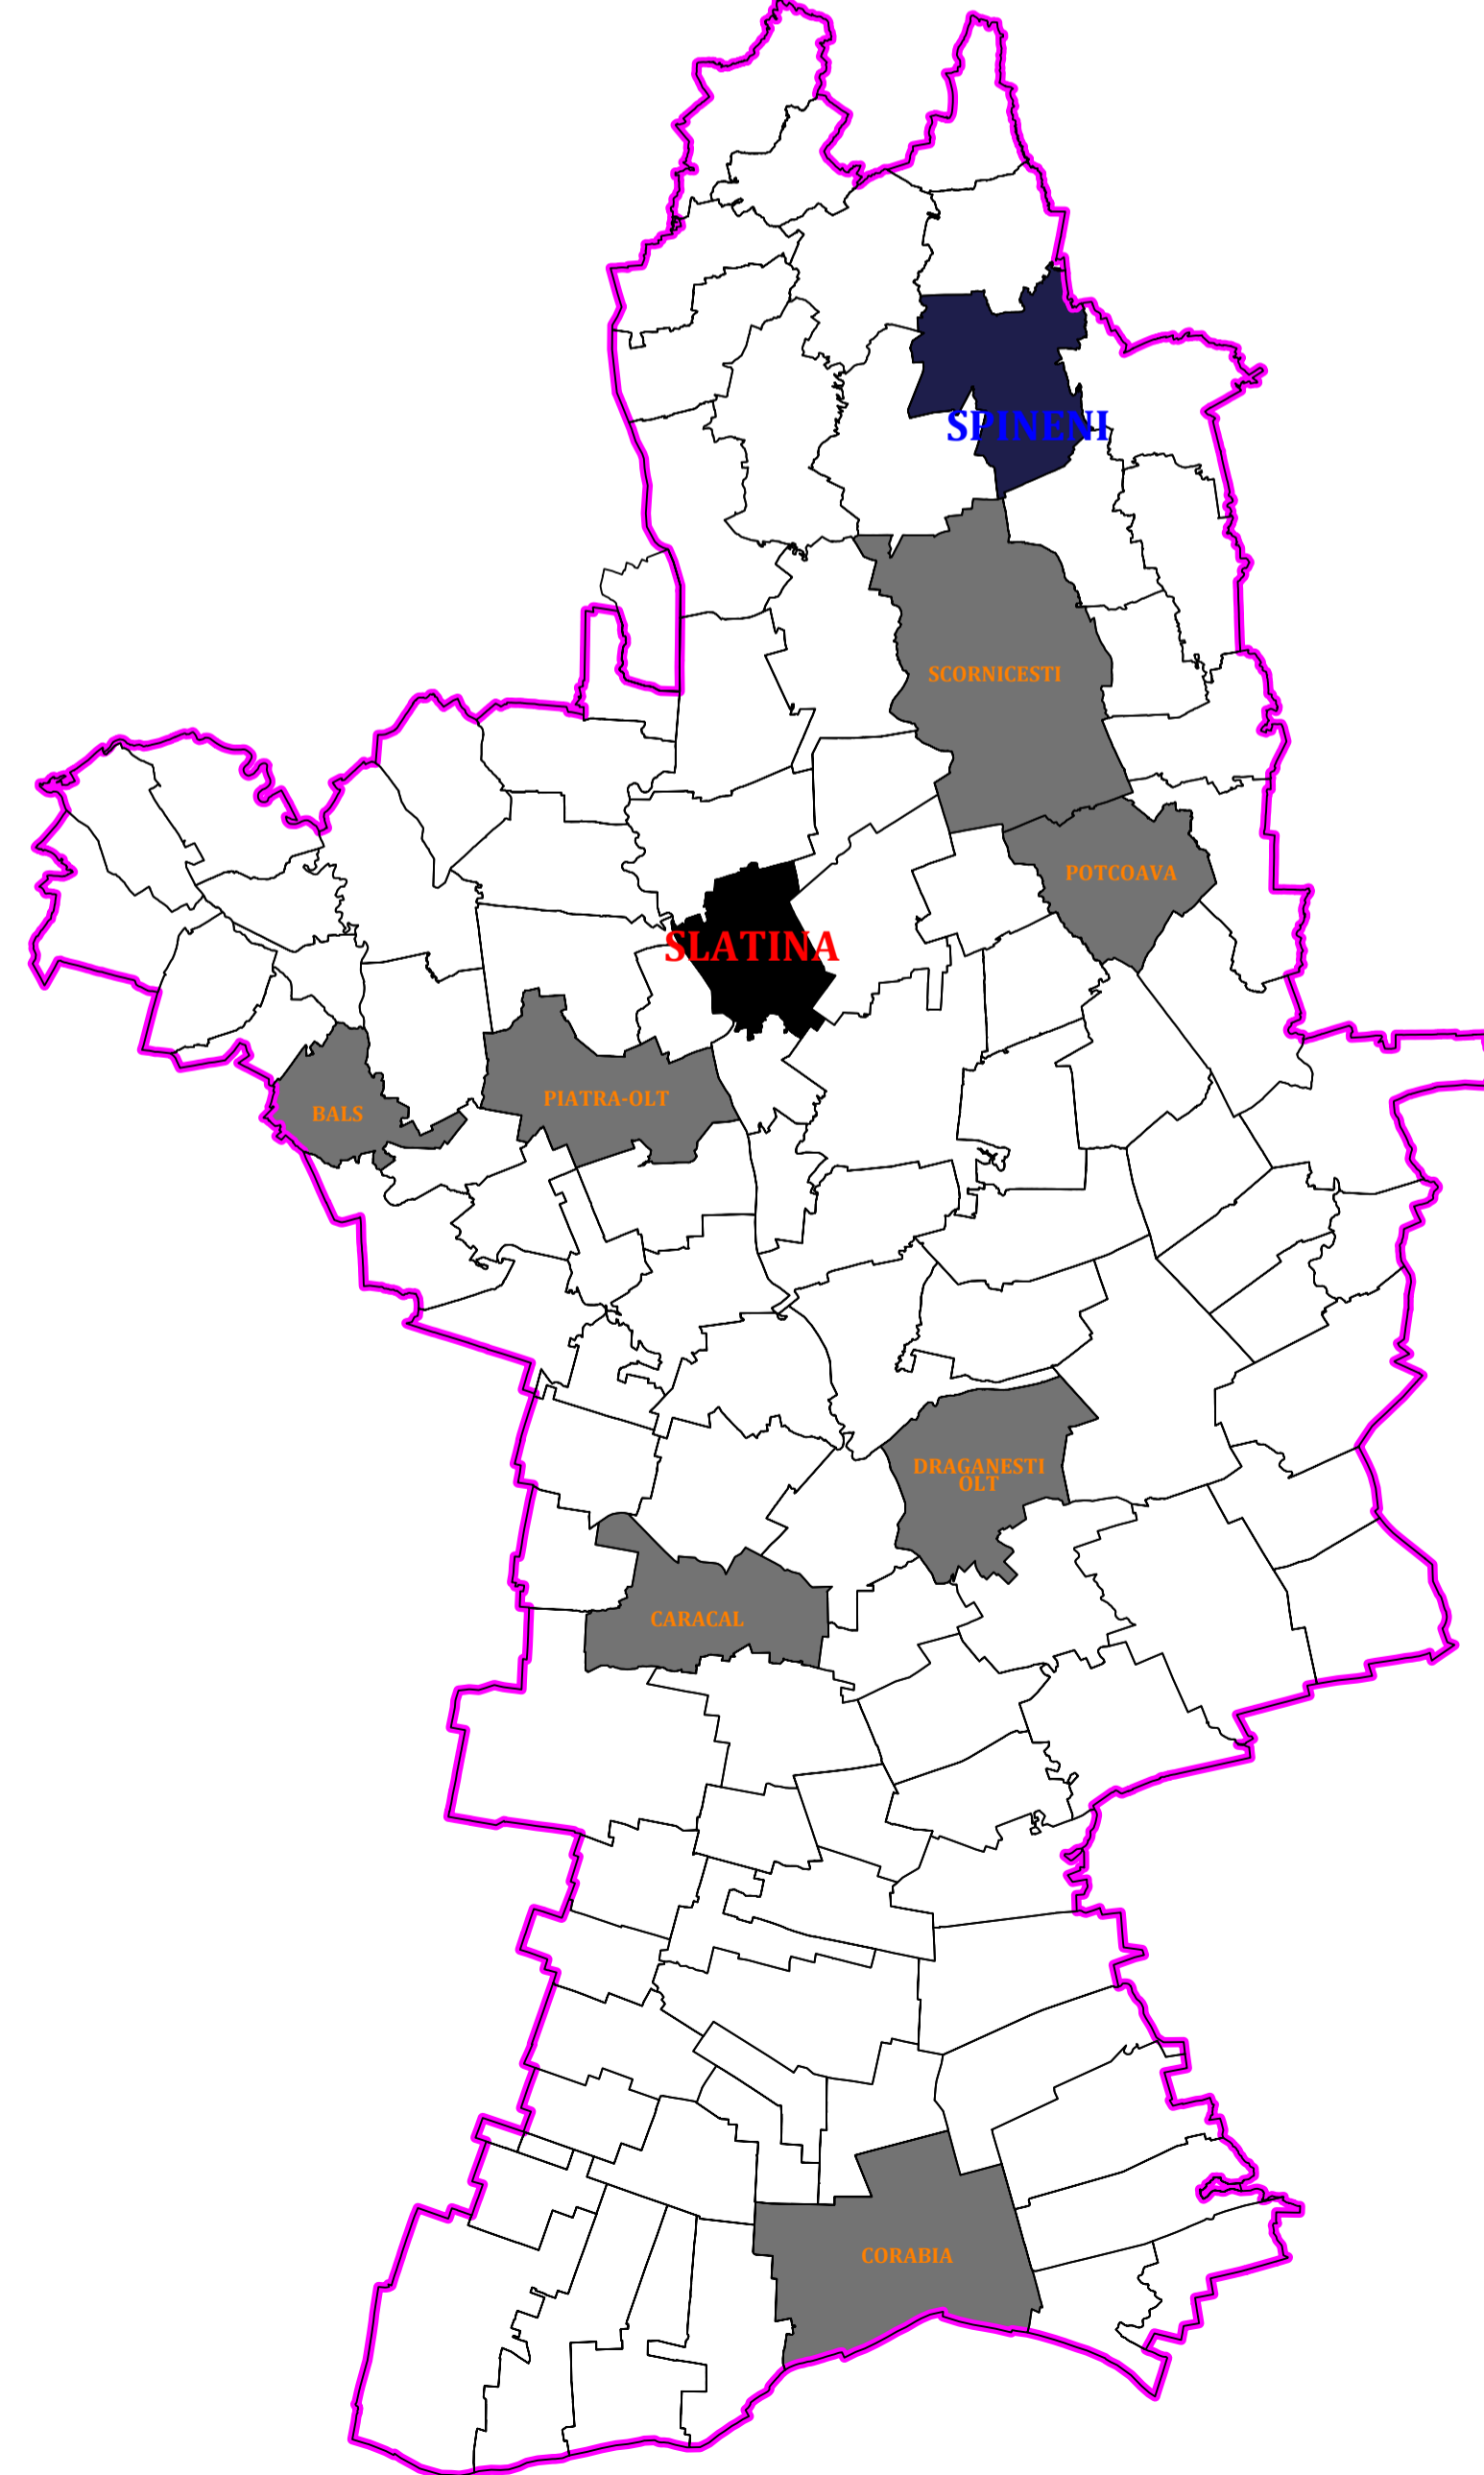 SPINENI
SCORNICESTI
POTCOAVA
SLATINA
PIATRA-OLT
BALS
DRAGANESTI
OLT
CARACAL
CORABIA